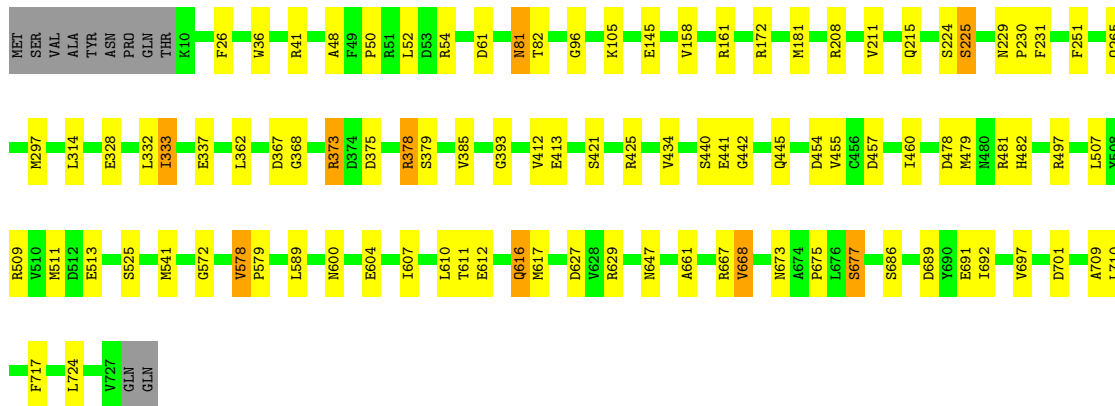 MET SER VAL ALA TYR ASN PRO GLN THR K10 F26 W36 R41 A48 F49 P50 R51 L52 D53 R54 D61 N81 T82 G96 K105 E145 V158 R161 R172 M181 R208 V211 Q215 S224 S225 N229 P230 F231 F251
M297 L314 E328 L332 I333 E337 L362 D367 G368 R373 D374 D375 R378 S379 V385 G393 V412 E413 S421 R425 V434 S440 E441 G442 Q445 D454 V455 C456 D457 I460 D478 M479 N480 R481 H482 R497 L507
R509 V510 M511 D512 E513 S525 M541 G572 V578 P579 L589 N600 E604 I607 L610 T611 E612 Q616 M617 D627 V628 R629 N647 A661 R667 V668 N673 A674 P675 L676 S677 S686 D689 Y690 E691 I692 V697 D701 A709 L710
F717 L724 V727 GLN GLN